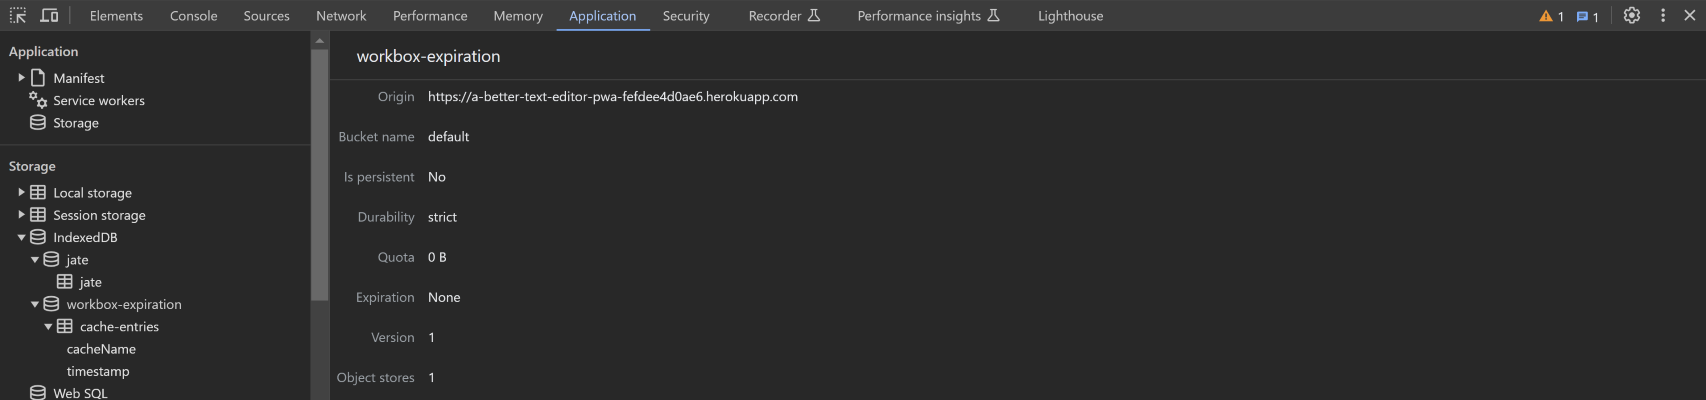 Elements Console Sources Network Performance Memory Application Security Recorder Performance insights Lighthouse 1 1
Application
Manifest
Service workers
Storage
Storage
Local storage
Session storage
IndexedDB
jate
jate
workbox-expiration
cache-entries
cacheName
timestamp
Web SQL
workbox-expiration
Origin https://a-better-text-editor-pwa-fefdee4d0ae6.herokuapp.com
Bucket name default
Is persistent No
Durability strict
Quota 0 B
Expiration None
Version 1
Object stores 1